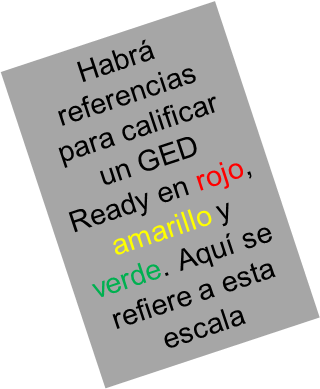 Habrá
referencias
para calificar
un GED
Ready en rojo,
amarillo y
verde. Aquí se
refiere a esta
escala